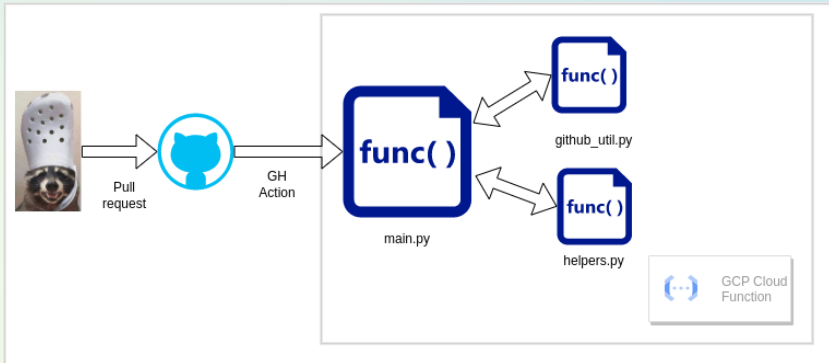 Pull
request
GH
Action
func( )
main.py
func( )
github_util.py
func( )
helpers.py
GCP Cloud
Function